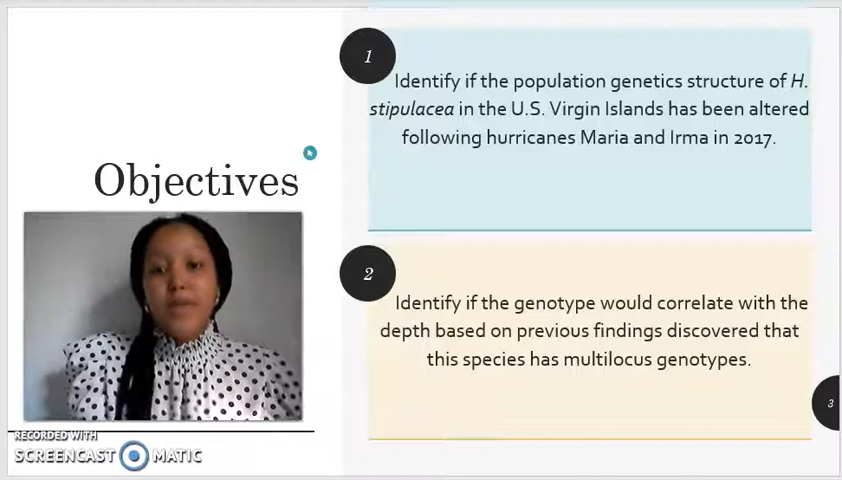 Objectives
1
Identify if the population genetics structure of H.
stipulacea in the U.S. Virgin Islands has been altered
following hurricanes Maria and Irma in 2017.
2
Identify if the genotype would correlate with the
depth based on previous findings discovered that
this species has multilocus genotypes.
3
RECORDED WITH
SCREENCAST MATIC